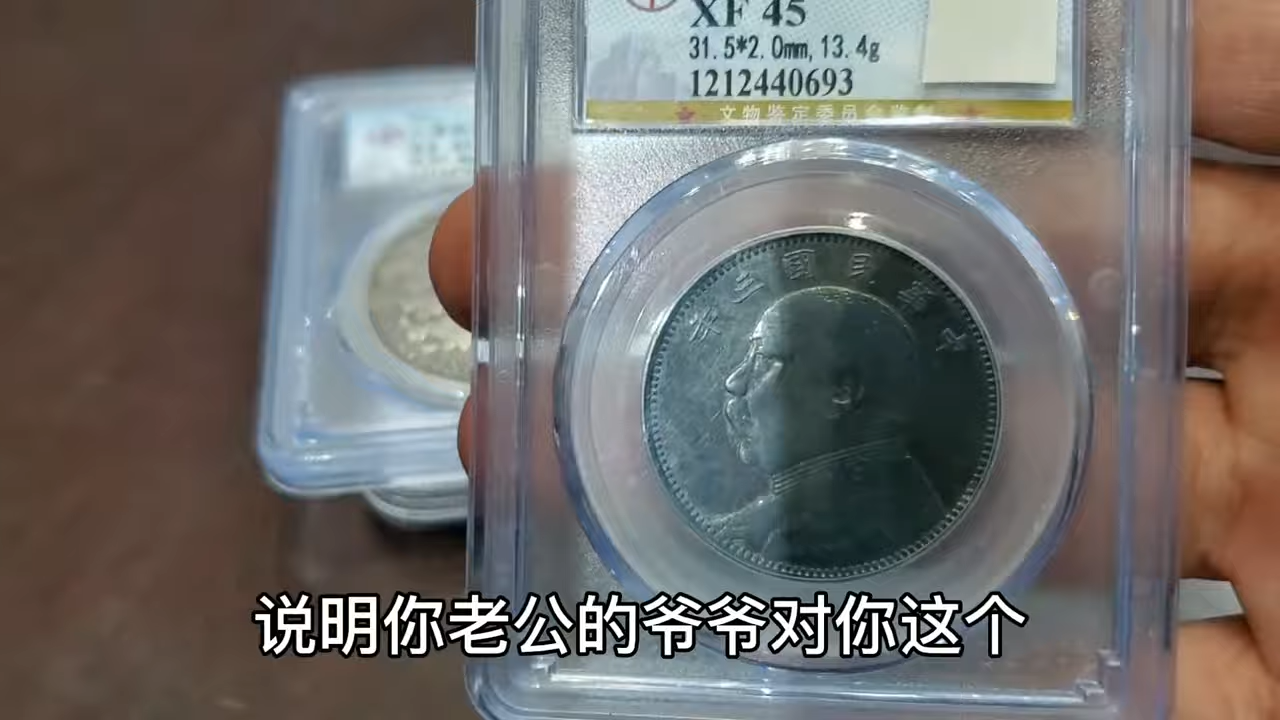 XF 45
31.5*2.0mm, 13.4g
1212440693
文物鉴定委员会监制
年三國民華中
说明你老公的爷爷对你这个